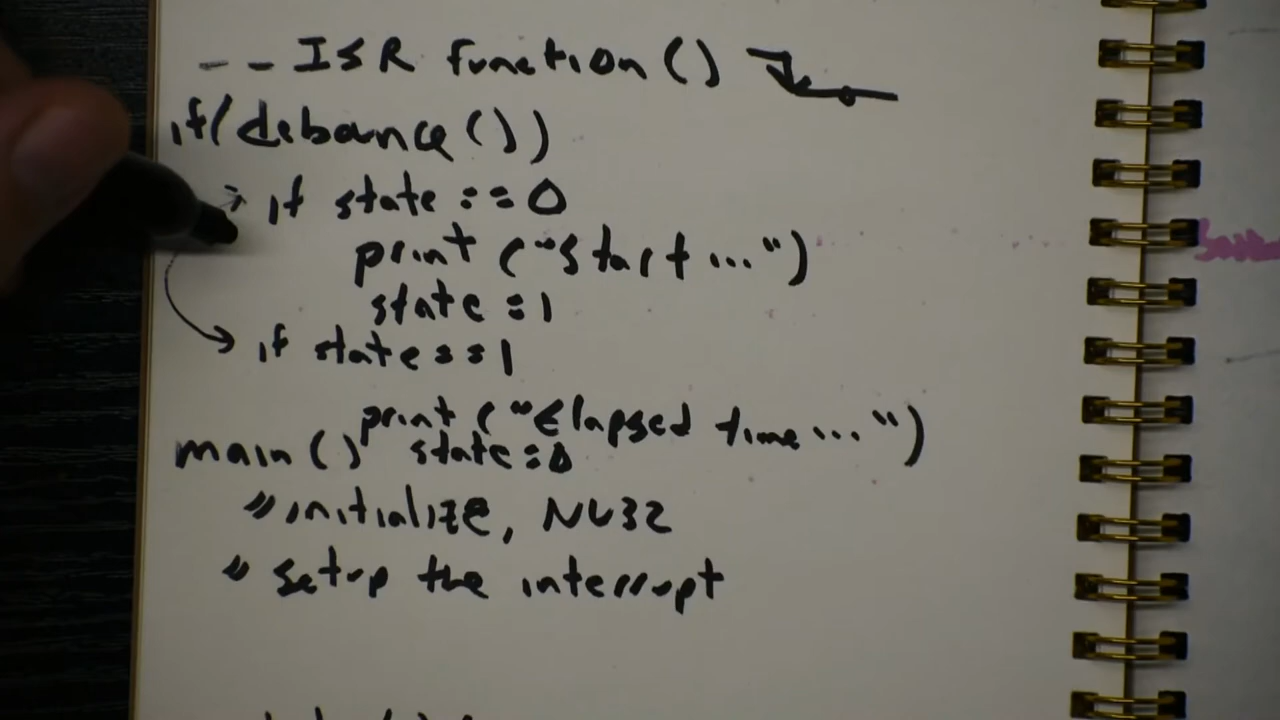 -- ISR function()
if(debounce())
if state == 0
print ("Start...")
state = 1
if state == 1
print ("Elapsed time...")
main() state = 0
"initialize, NU32
" setup the interrupt